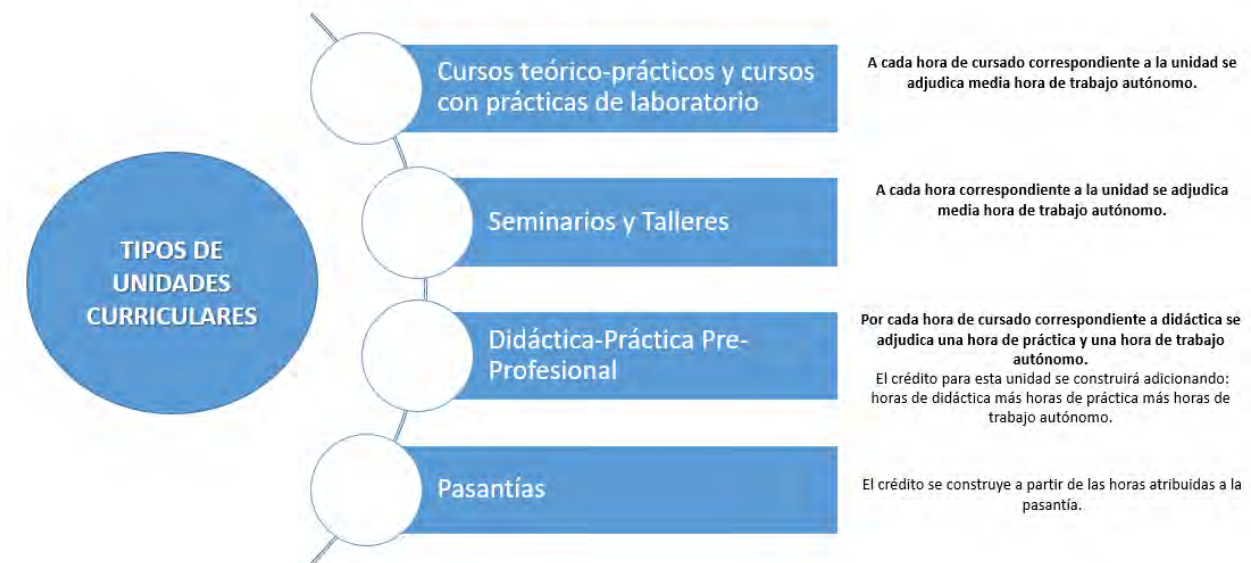 TIPOS DE
UNIDADES
CURRICULARES
Cursos teórico-prácticos y cursos
con prácticas de laboratorio
A cada hora de cursado correspondiente a la unidad se
adjudica media hora de trabajo autónomo.
Seminarios y Talleres
A cada hora correspondiente a la unidad se adjudica
media hora de trabajo autónomo.
Didáctica-Práctica Pre-
Profesional
Por cada hora de cursado correspondiente a didáctica se
adjudica una hora de práctica y una hora de trabajo
autónomo.
El crédito para esta unidad se construirá adicionando:
horas de didáctica más horas de práctica más horas de
trabajo autónomo.
Pasantías
El crédito se construye a partir de las horas atribuidas a la
pasantía.